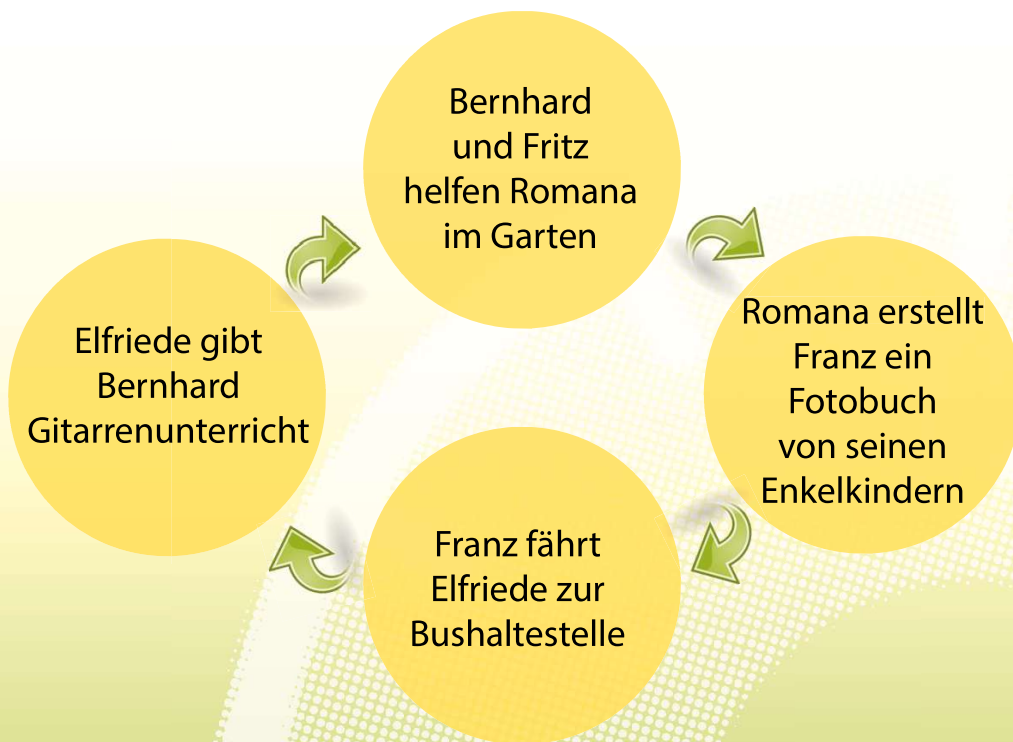 Bernhard
und Fritz
helfen Romana
im Garten
Romana erstellt
Franz ein
Fotobuch
von seinen
Enkelkindern
Franz fährt
Elfriede zur
Bushaltestelle
Elfriede gibt
Bernhard
Gitarrenunterricht